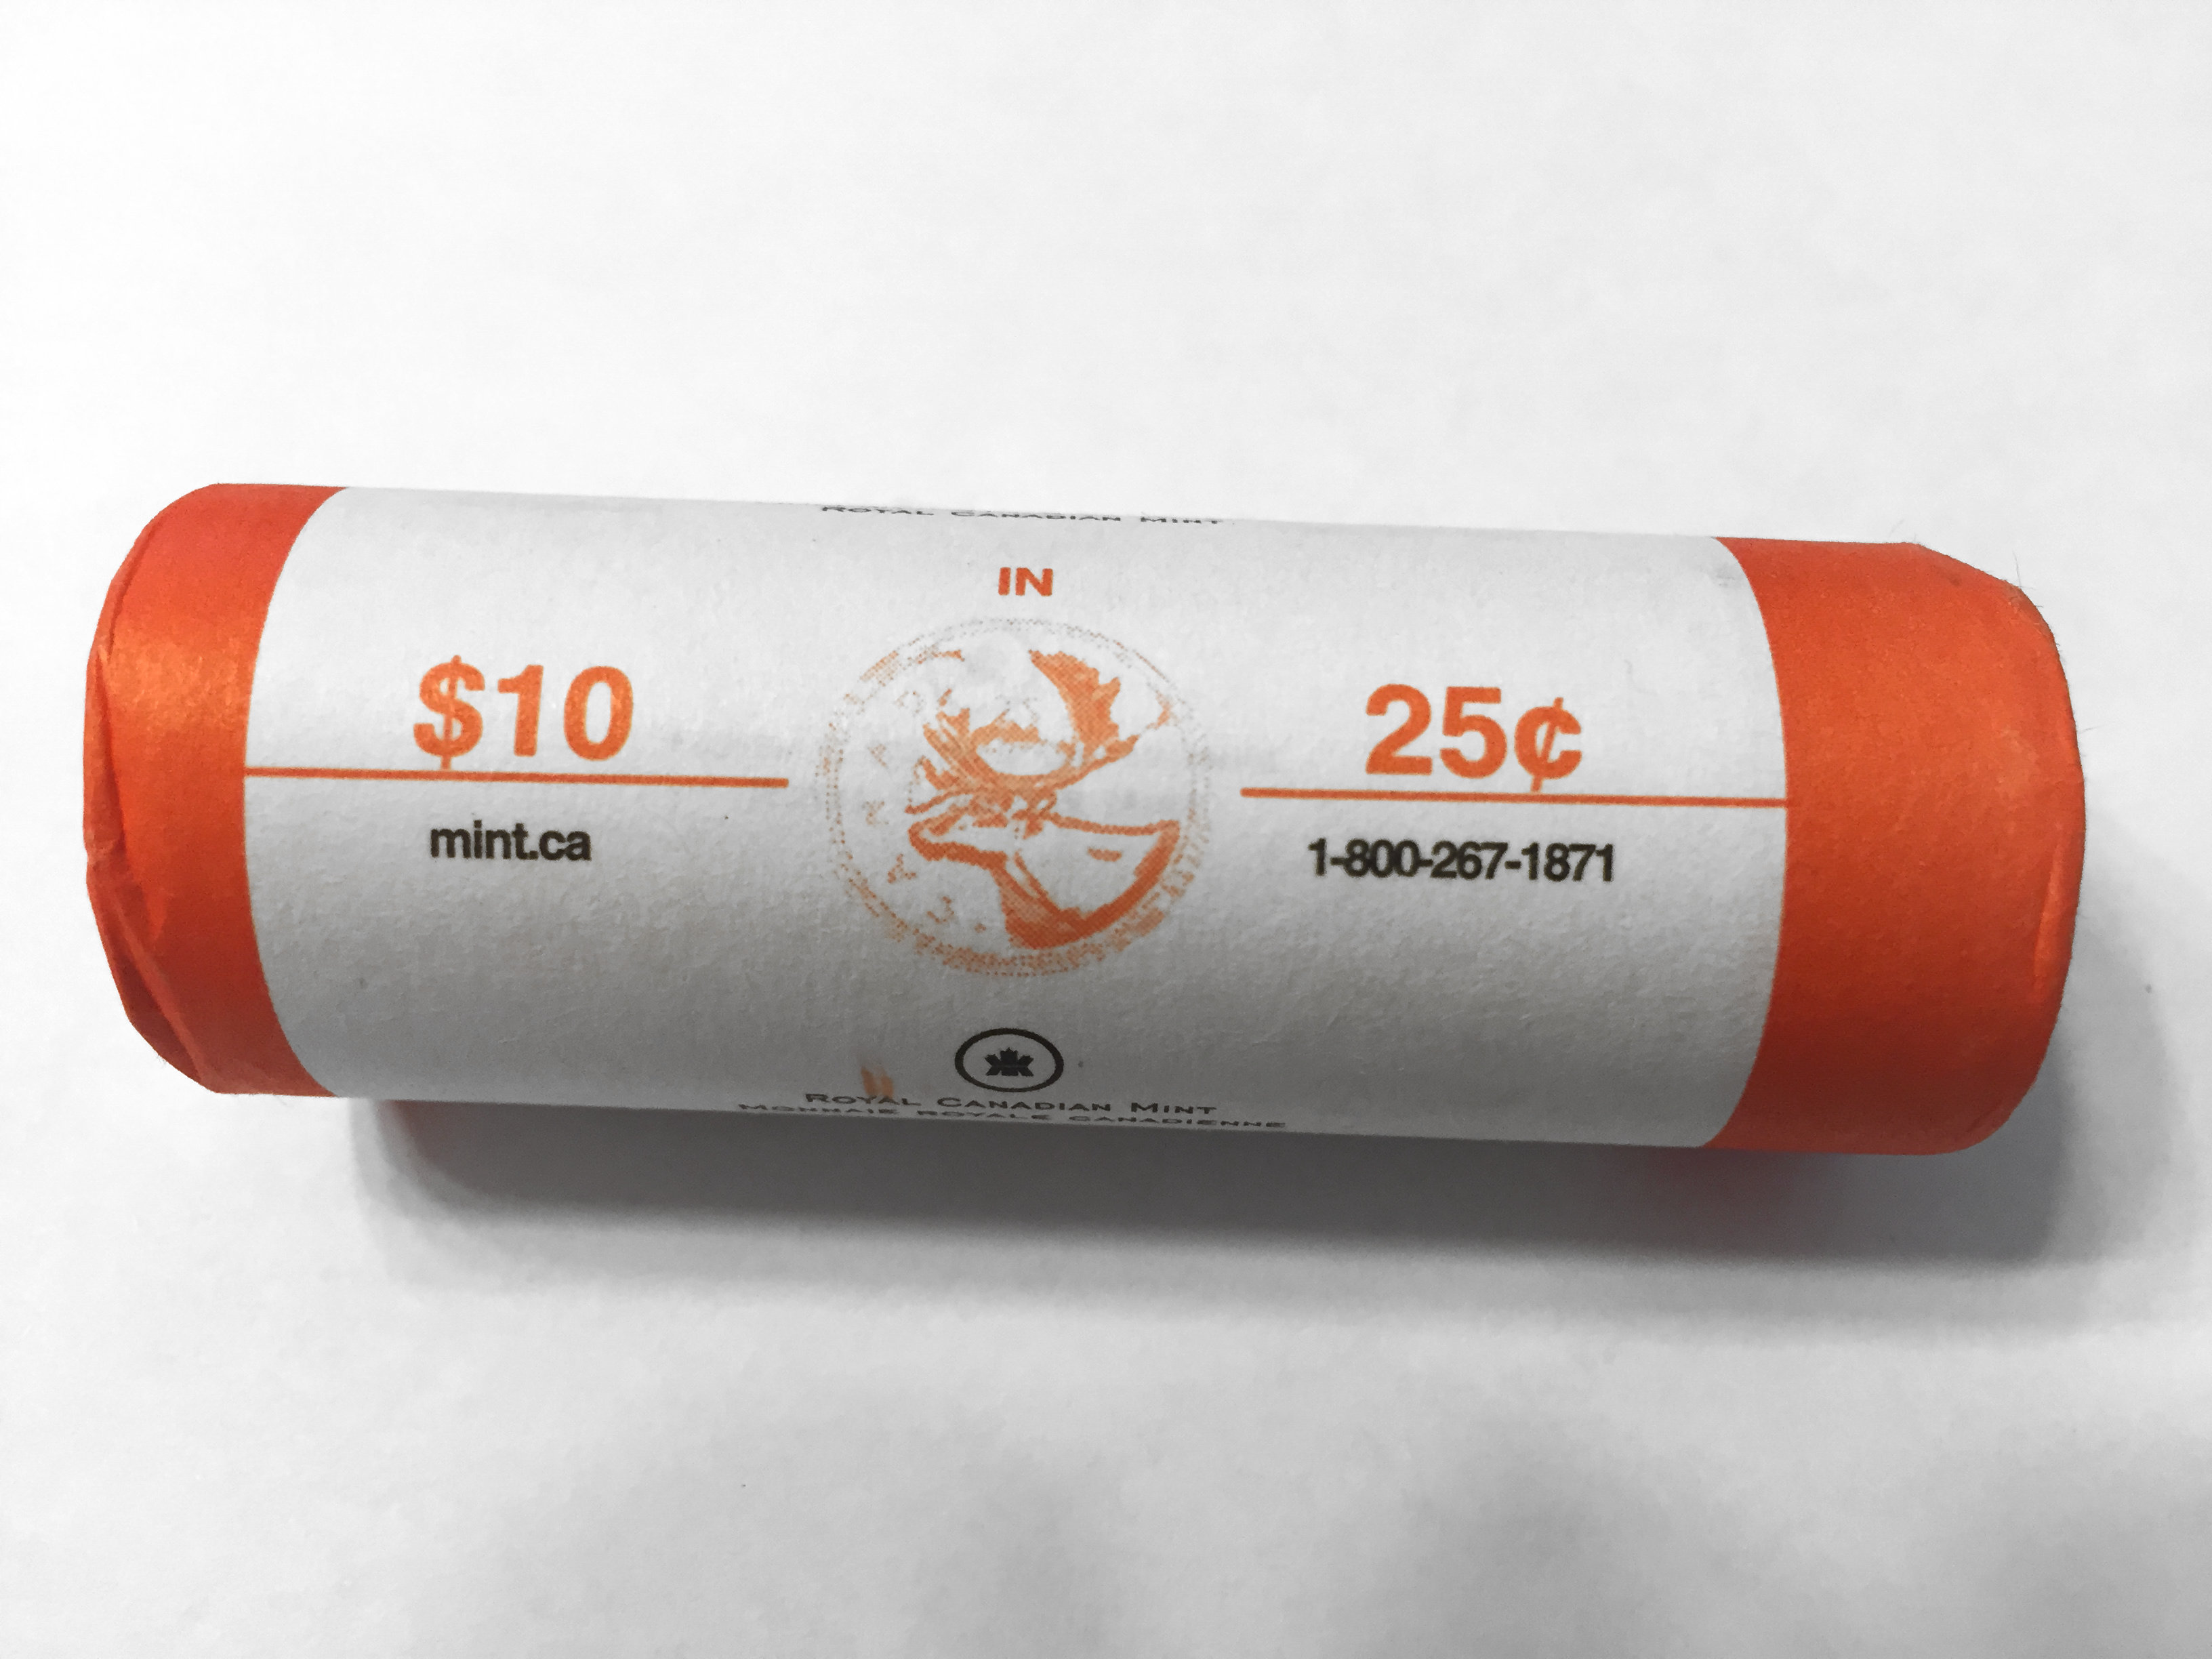 ROYAL CANADIAN MINT
IN
$10
25¢
mint.ca
1-800-267-1871
ROYAL CANADIAN MINT
MONNAIE ROYALE CANADIENNE